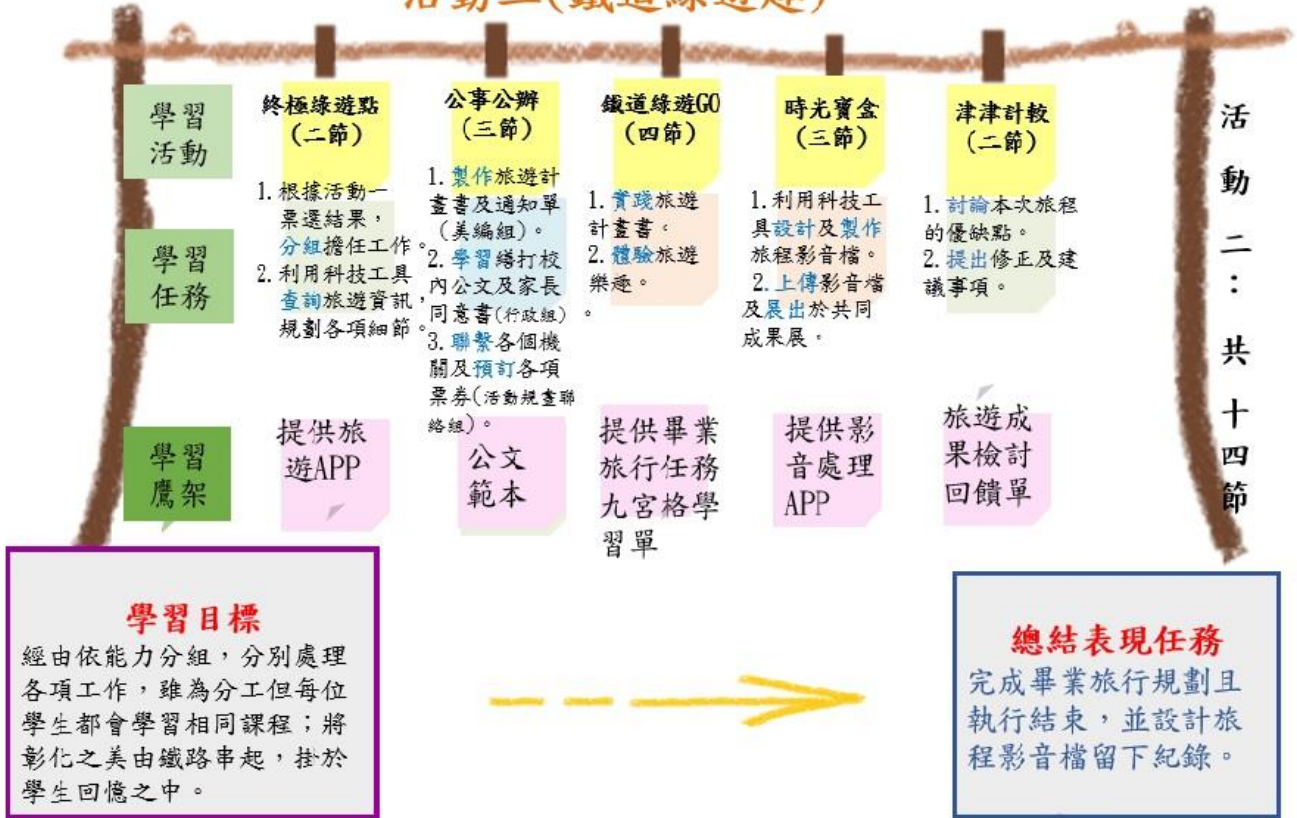 活動二(鐵道綠遊趣)
學習
活動
終極綠遊點
(二節)
公事公辦
(三節)
鐵道綠遊GO
(四節)
時光寶盒
(三節)
津津計較
(二節)
學習
任務
1. 根據活動一
票選結果,
分組擔任工作。
2. 利用科技工具
查詢旅遊資訊,
規劃各項細節。
1. 製作旅遊計
畫書及通知單
(美編組)。
2. 學習繕打校
內公文及家長
同意書(行政組)
。
3. 聯繫各個機
關及預訂各項
票券(活動規畫聯
絡組)。
1. 實踐旅遊
計畫書。
2. 體驗旅遊
樂趣。
1. 利用科技工
具設計及製作
旅程影音檔。
2. 上傳影音檔
及展出於共同
成果展。
1. 討論本次旅程
的優缺點。
2. 提出修正及建
議事項。
學習
鷹架
提供旅
遊APP
公文
範本
提供畢業
旅行任務
九宮格學
習單
提供影
音處理
APP
旅遊成
果檢討
回饋單
活動二:共十四節
學習目標
經由依能力分組,分別處理
各項工作,雖為分工但每位
學生都會學習相同課程;將
彰化之美由鐵路串起,掛於
學生回憶之中。
總結表現任務
完成畢業旅行規劃且
執行結束,並設計旅
程影音檔留下紀錄。